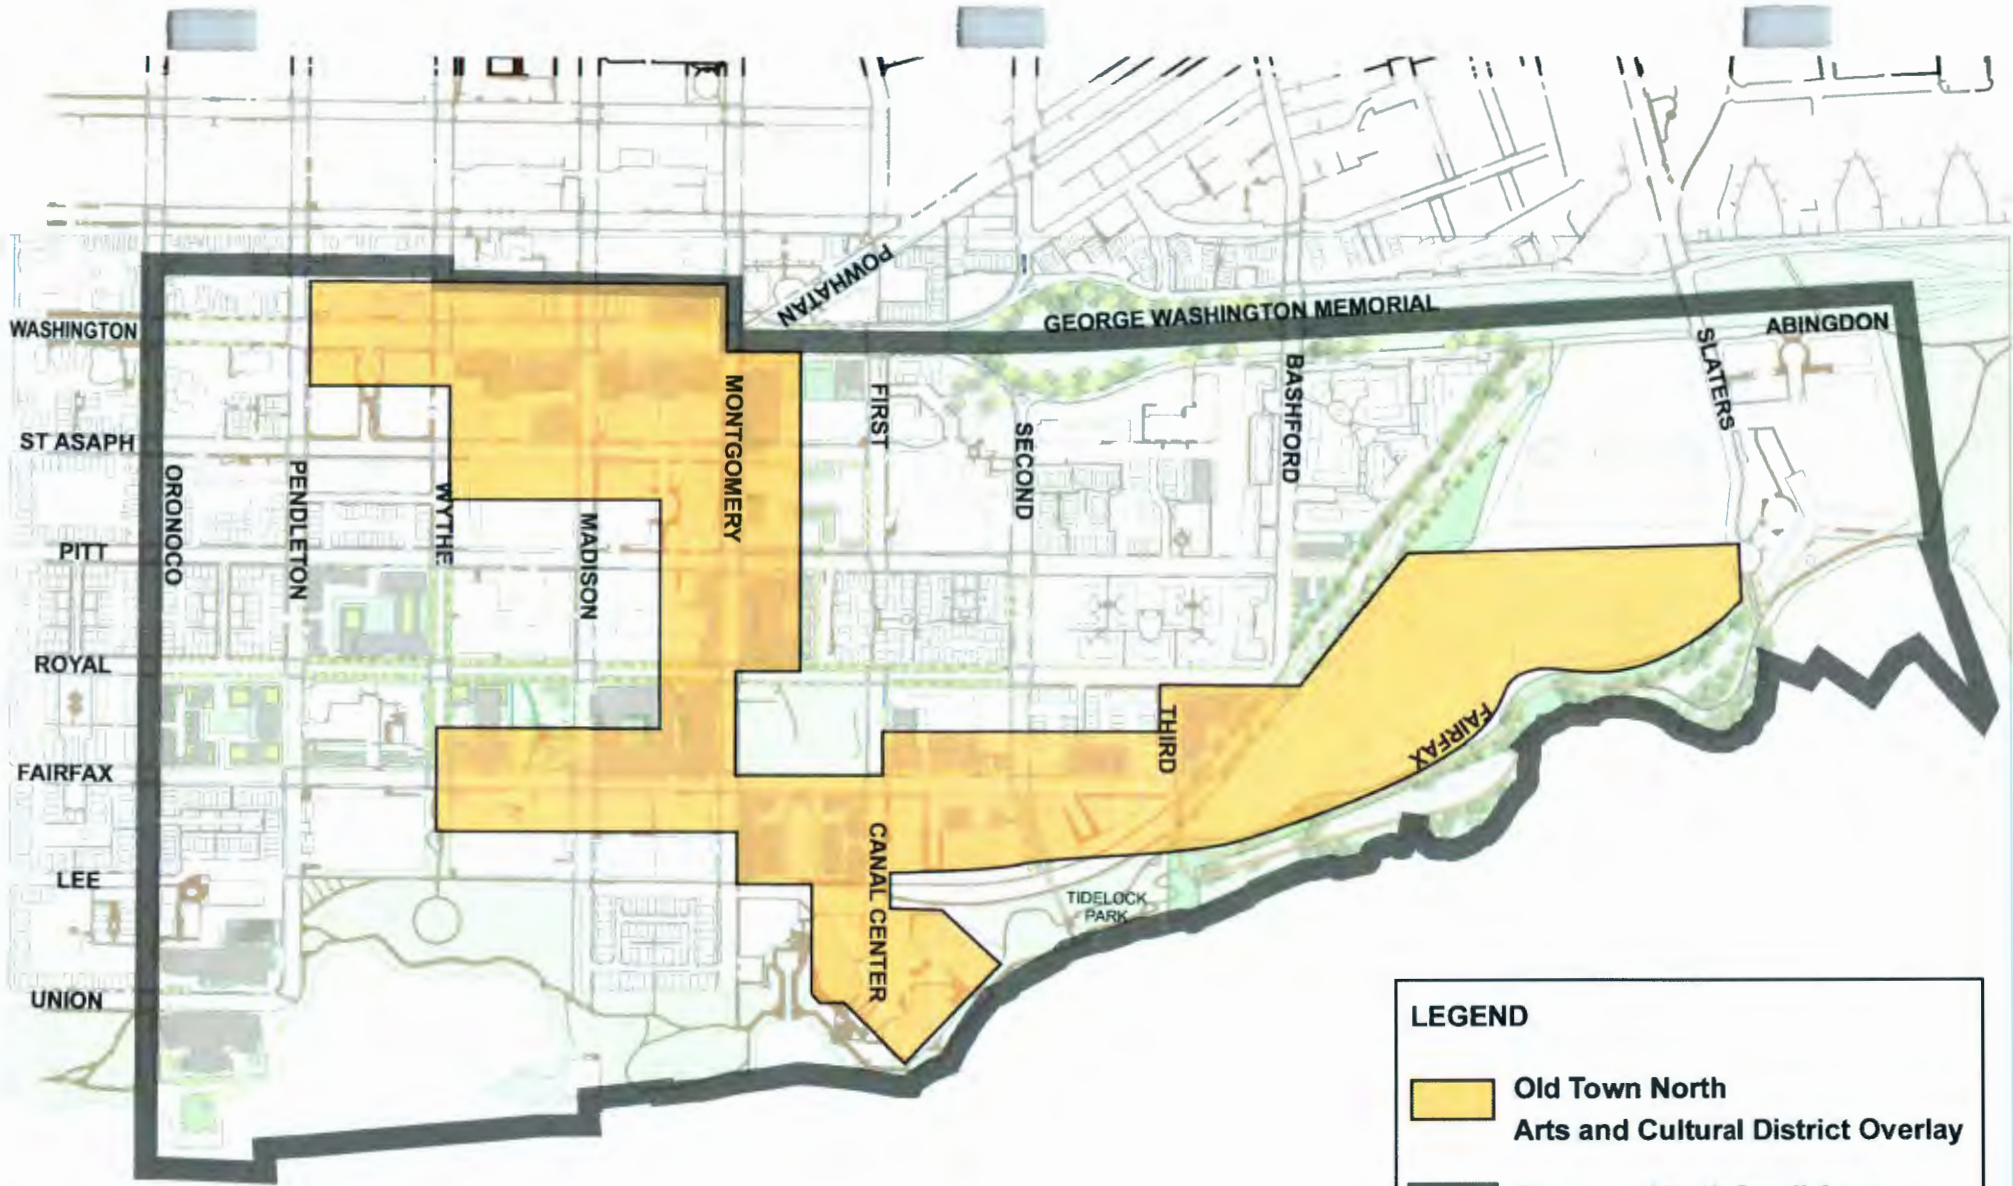 POWHATAN
GEORGE WASHINGTON MEMORIAL
ABINGDON
WASHINGTON
SLATERS
MONTGOMERY
FIRST
BASHFORD
SECOND
ST ASAPH
ORONOCO
PENDLETON
WYTHE
MADISON
PITT
ROYAL
THIRD
FAIRFAX
FAIRFAX
CANAL CENTER
LEE
TIDELOCK
PARK
UNION
LEGEND
Old Town North
Arts and Cultural District Overlay